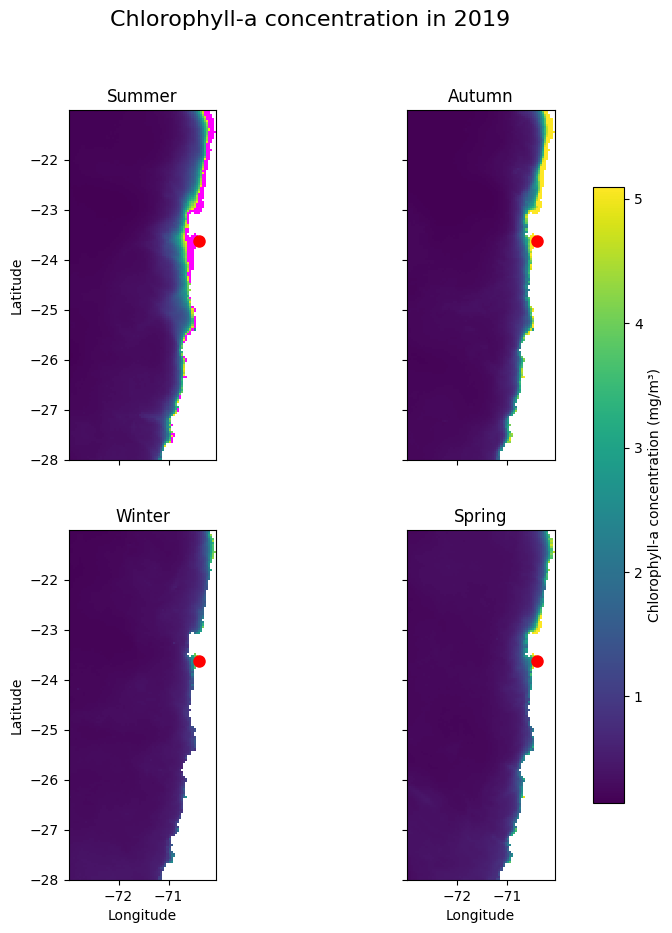 Chlorophyll-a concentration in 2019
Summer
Autumn
−22
−23
−24
−25
−26
−27
−28
Latitude
5
4
3
2
1
Chlorophyll-a concentration (mg/m³)
Winter
Spring
−22
−23
−24
−25
−26
−27
−28
Latitude
−72 −71
Longitude
−72 −71
Longitude